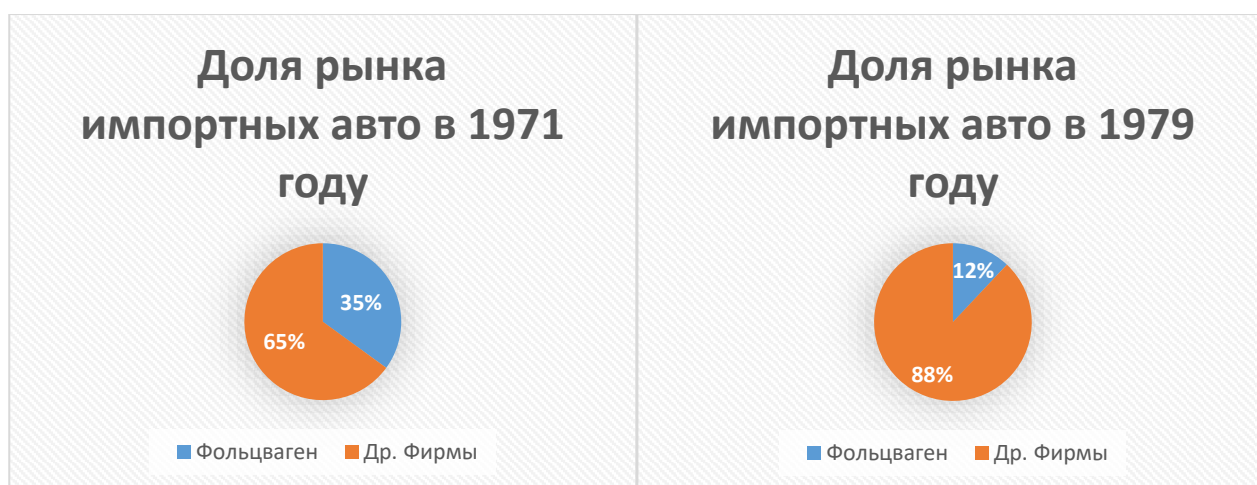 Доля рынка
импортных авто в 1971
году
35%
65%
Фольцваген Др. Фирмы
Доля рынка
импортных авто в 1979
году
12%
88%
Фольцваген Др. Фирмы